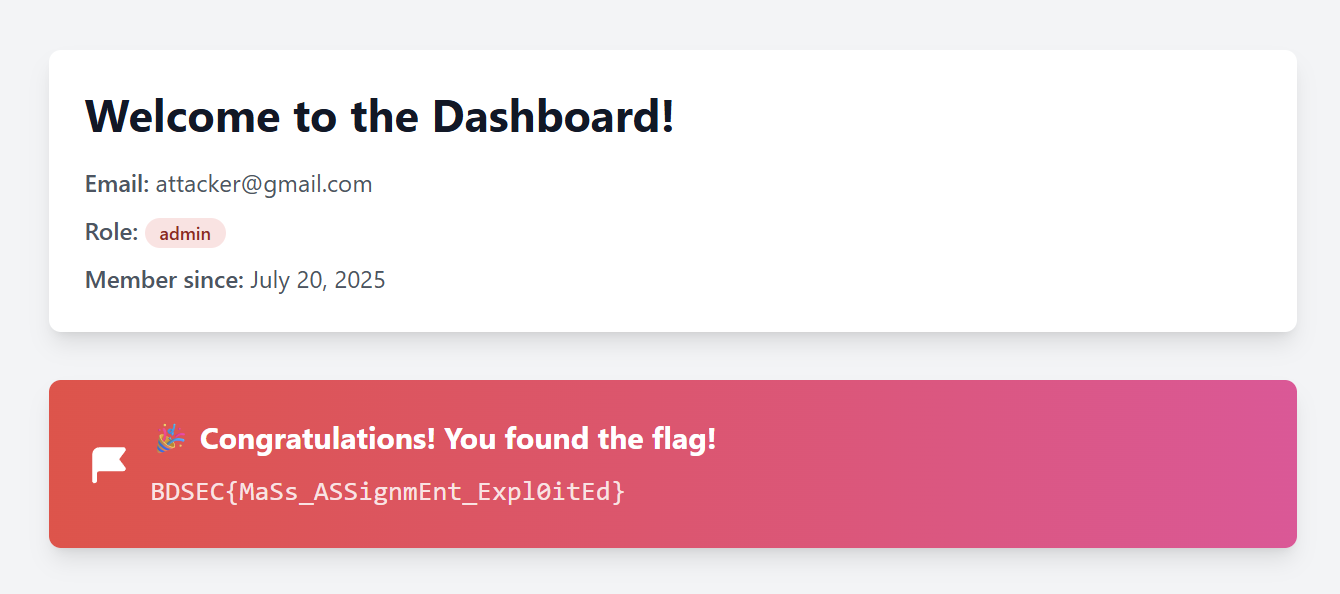 Welcome to the Dashboard!
Email: attacker@gmail.com
Role: admin
Member since: July 20, 2025
🎉 Congratulations! You found the flag!
BDSEC{MaSs_ASSignmEnt_Expl0itEd}